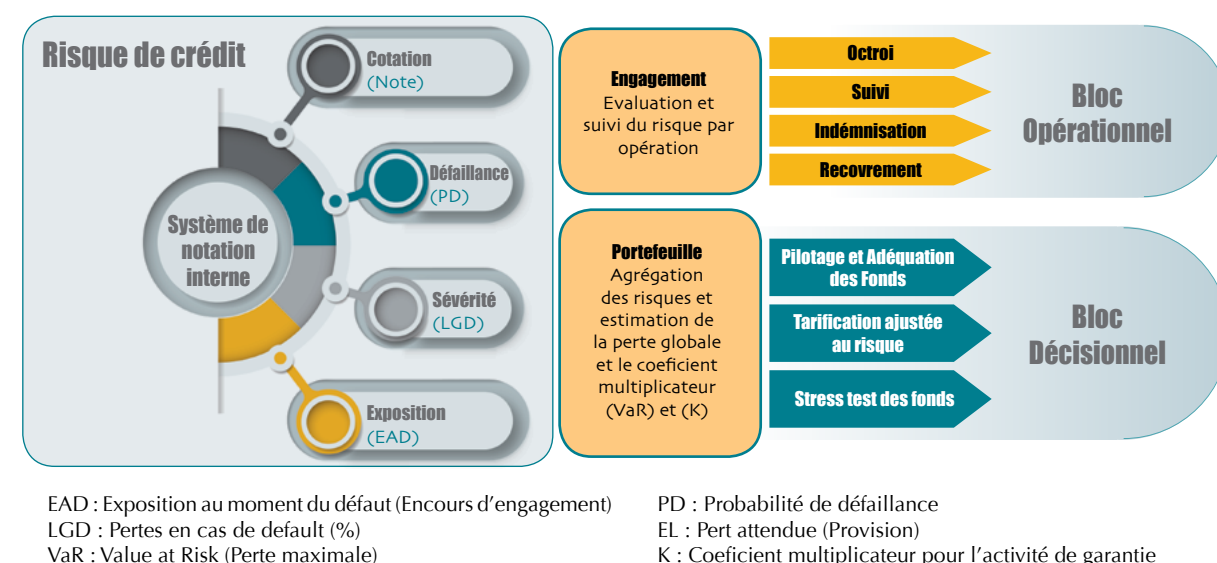 Risque de crédit
Cotation
(Note)
Défaillance
(PD)
Système de
notation
interne
Sévérité
(LGD)
Exposition
(EAD)
Engagement
Evaluation et
suivi du risque par
opération
Portefeuille
Agrégation
des risques et
estimation de
la perte globale
et le coeficient
multiplicateur
(VaR) et (K)
Octroi
Suivi
Indémnisation
Recovrement
Bloc
Opérationnel
Pilotage et Adéquation
des Fonds
Tarification ajustée
au risque
Stress test des fonds
Bloc
Décisionnel
EAD : Exposition au moment du défaut (Encours d'engagement)
LGD : Pertes en cas de default (%)
VaR : Value at Risk (Perte maximale)
PD : Probabilité de défaillance
EL : Pert attendue (Provision)
K : Coeficient multiplicateur pour l'activité de garantie